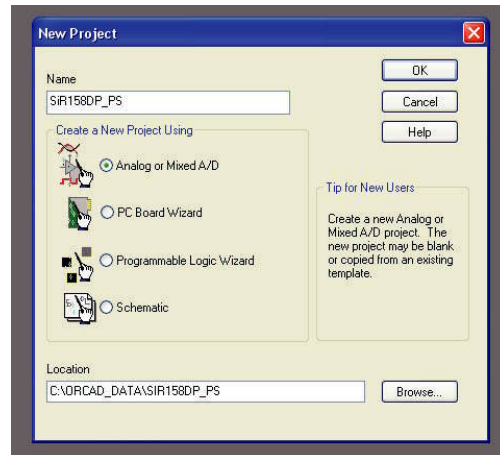 New Project
Name
SiR158DP_PS
OK
Cancel
Help
Create a New Project Using
Analog or Mixed A/D
PC Board Wizard
Programmable Logic Wizard
Schematic
Tip for New Users
Create a new Analog or
Mixed A/D project. The
new project may be blank
or copied from an existing
template.
Location
C:\ORCAD_DATA\SIR158DP_PS
Browse...